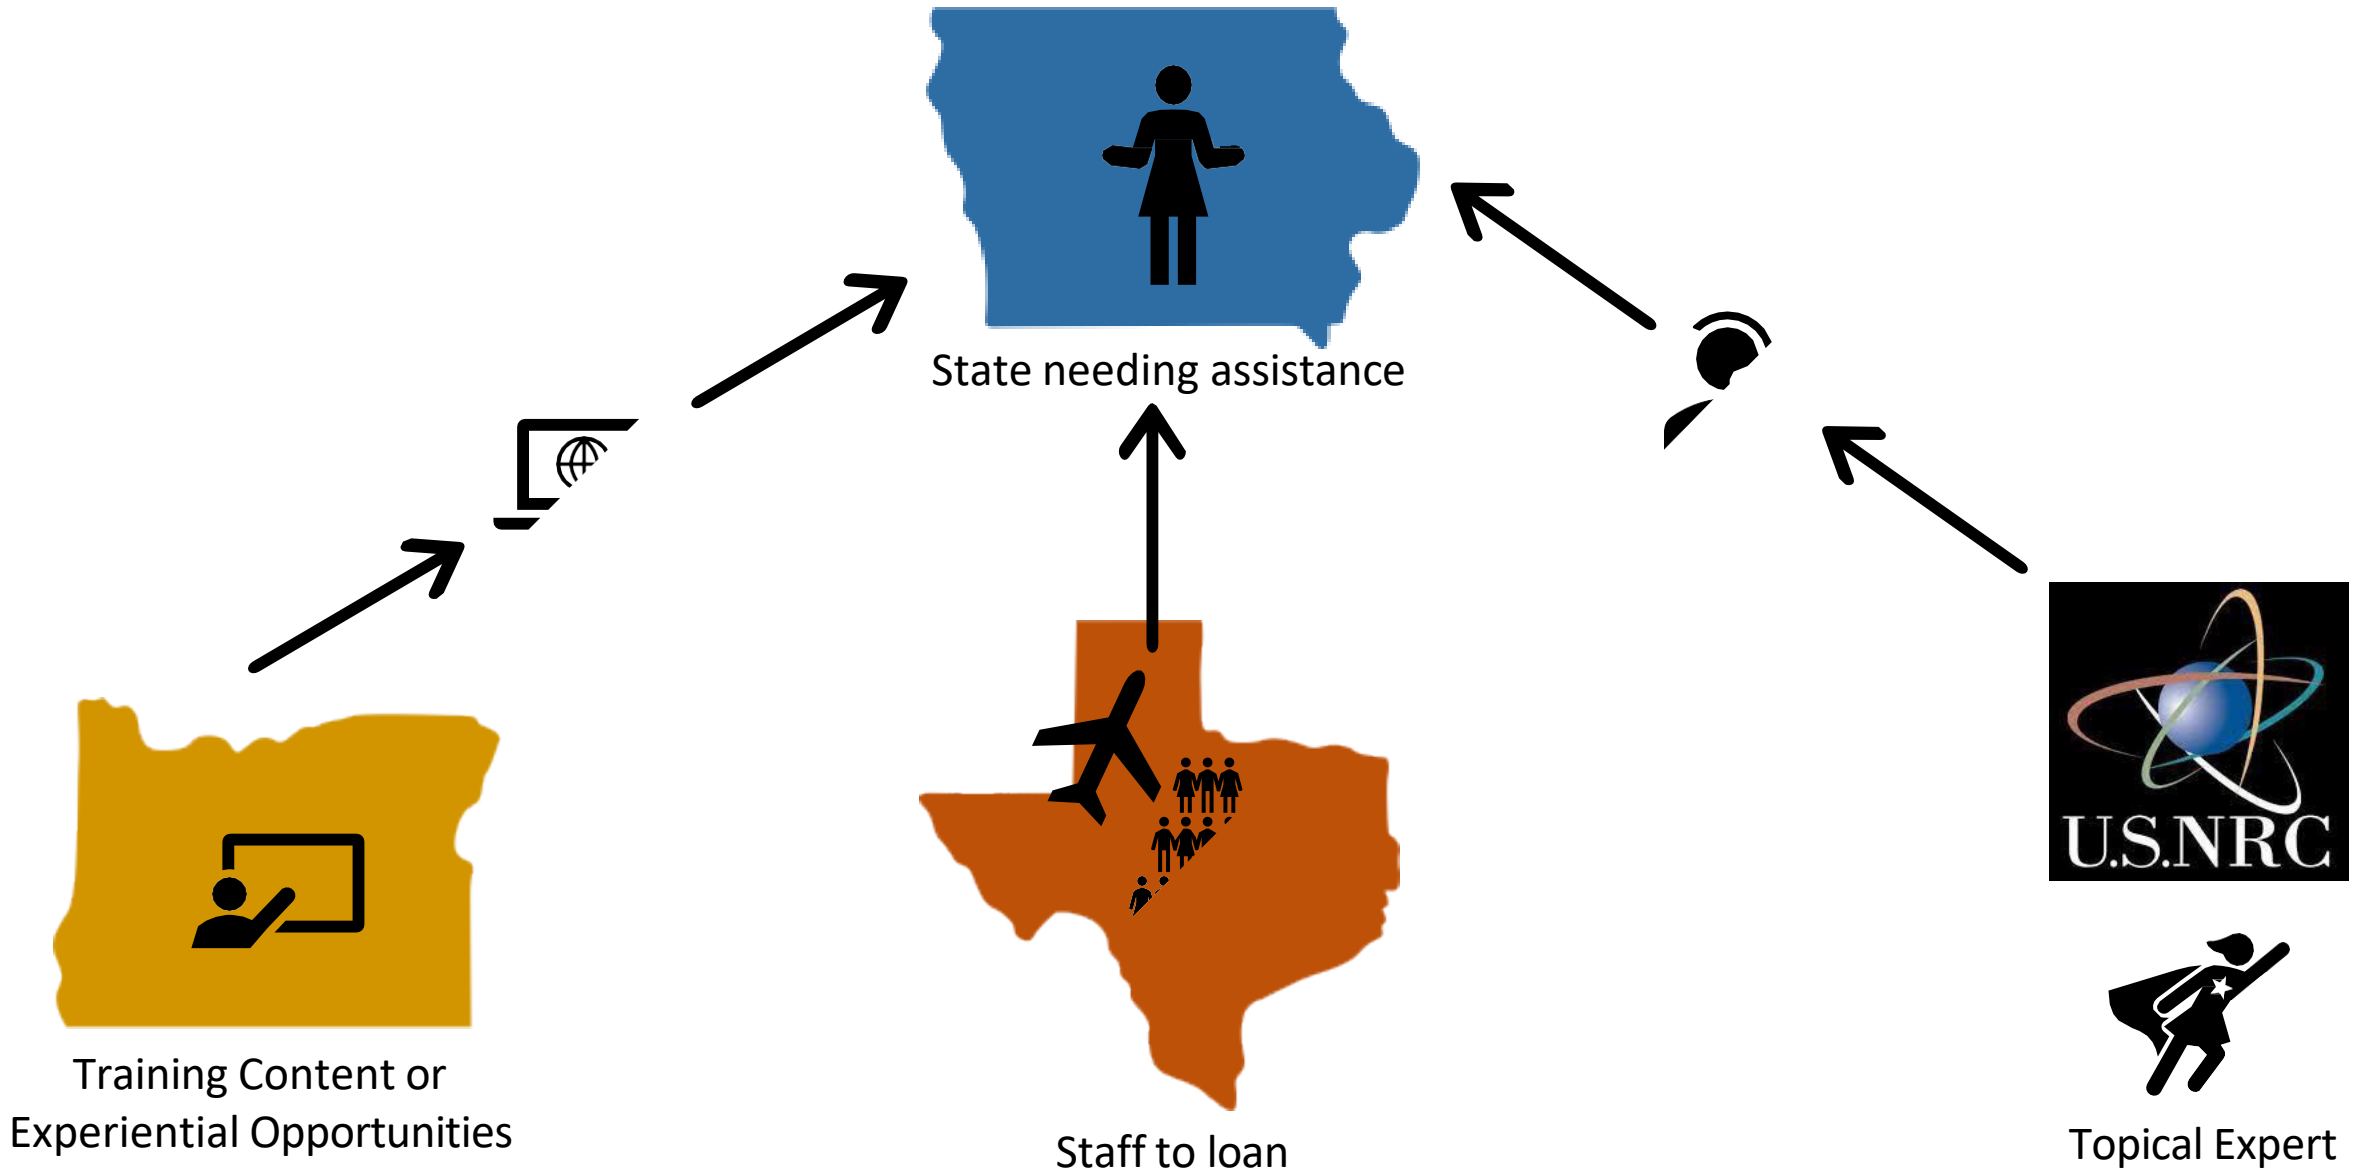 State needing assistance
U.S.NRC
Training Content or
Experiential Opportunities
Staff to loan
Topical Expert